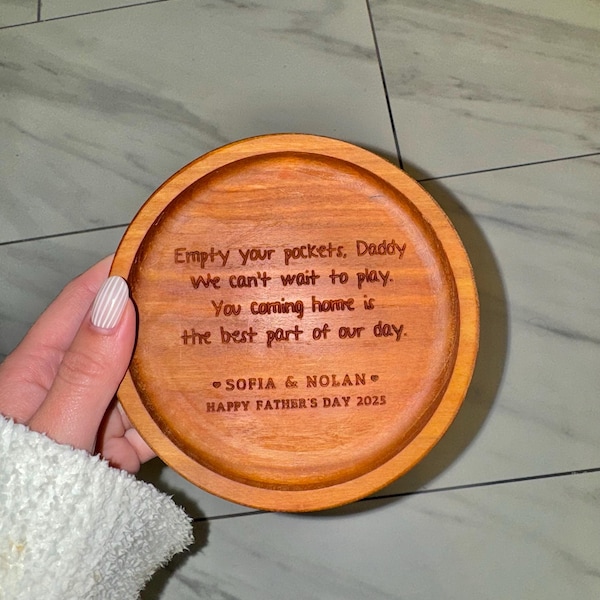 Empty your pockets, Daddy
We can't wait to play.
You coming home is
the best part of our day.
♥SOFIA & NOLAN♥
HAPPY FATHER'S DAY 2025